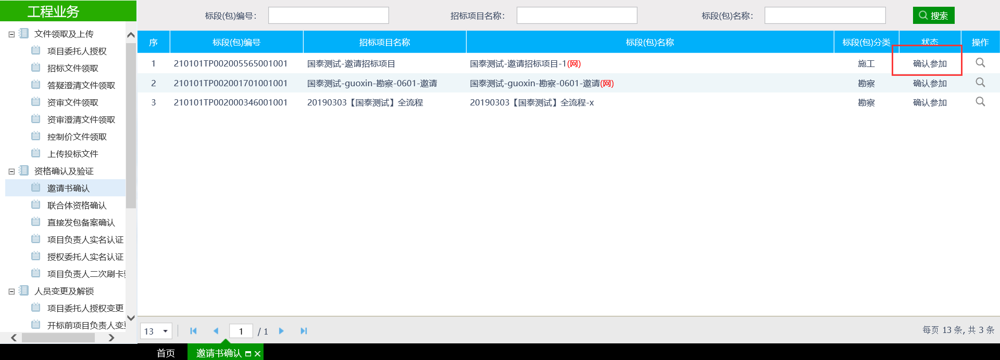 工程业务
文件领取及上传
项目委托人授权
招标文件领取
答疑澄清文件领取
资审文件领取
资审澄清文件领取
控制价文件领取
上传投标文件
资格确认及验证
邀请书确认
联合体资格确认
直接发包备案确认
项目负责人实名认证
授权委托人实名认证
项目负责人二次刷卡
人员变更及解锁
项目委托人授权变更
开标前项目负责人变
标段(包)编号: 招标项目名称: 标段(包)名称: 搜索
序 标段(包)编号 招标项目名称 标段(包)名称 标段(包)分类 状态 操作
1 210101TP002005565001001 国泰测试-邀请招标项目 国泰测试-邀请招标项目-1(网) 施工 确认参加
2 210101TP002001701001001 国泰测试-guoxin-勘察-0601-邀请 国泰测试-guoxin-勘察-0601-邀请(网) 勘察 确认参加
3 210101TP002000346001001 20190303【国泰测试】全流程 20190303【国泰测试】全流程-x 勘察 确认参加
13 1 / 1 每页 13 条, 共 3 条
首页 邀请书确认